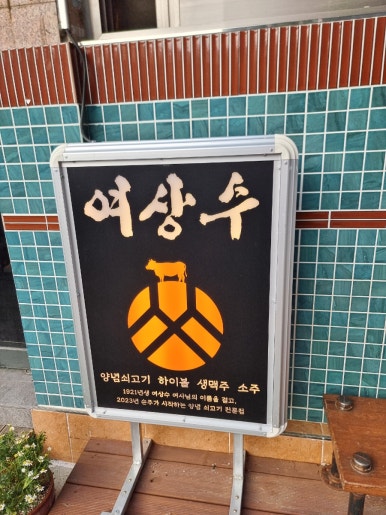 여상수
양념쇠고기 하이볼 생맥주 소주
1921년생 여상수 여사님의 이름을 걸고,
2023년 손주가 시작하는 양념 쇠고기 전문점